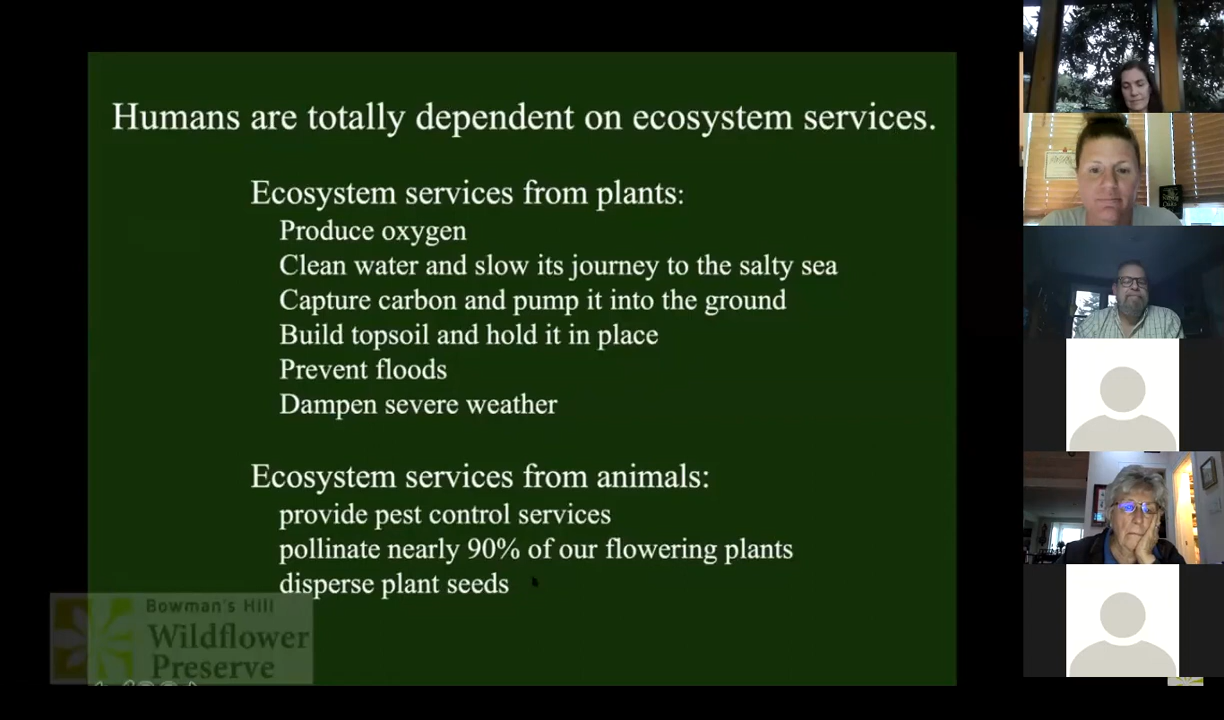 Humans are totally dependent on ecosystem services.
Ecosystem services from plants:
Produce oxygen
Clean water and slow its journey to the salty sea
Capture carbon and pump it into the ground
Build topsoil and hold it in place
Prevent floods
Dampen severe weather
Ecosystem services from animals:
provide pest control services
pollinate nearly 90% of our flowering plants
disperse plant seeds
Bowman's Hill
Wildflower
Preserve